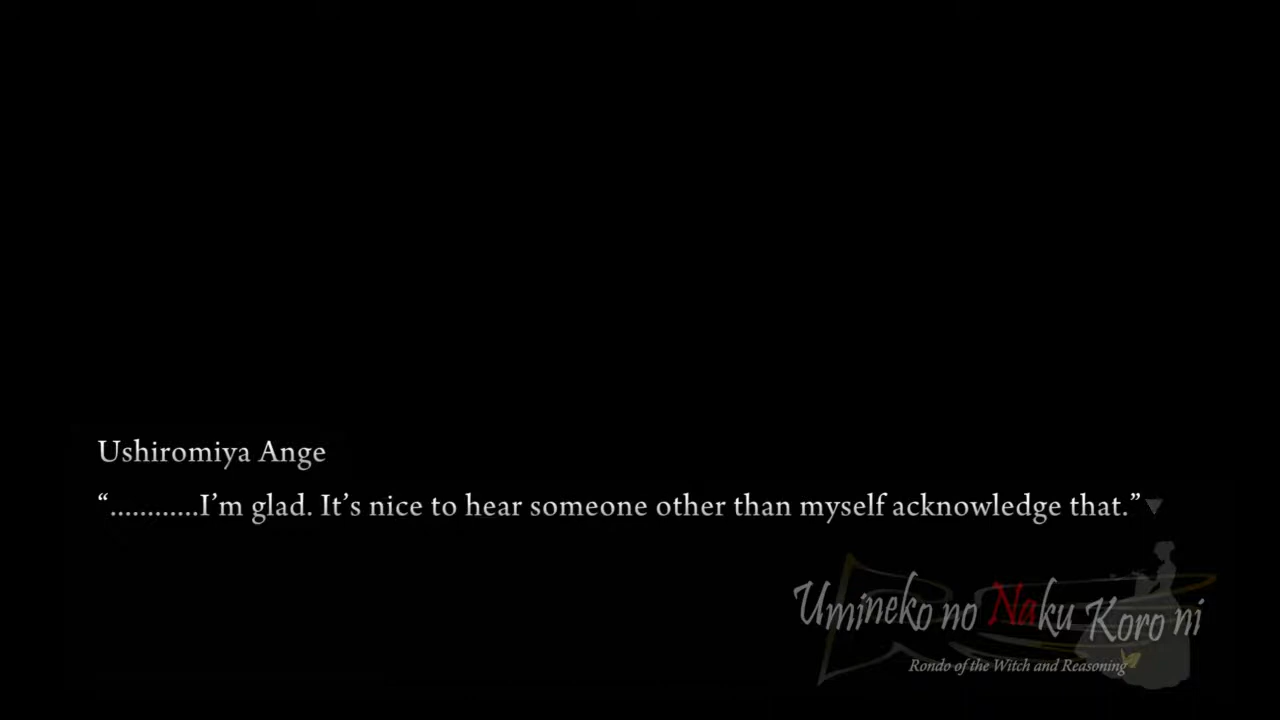 Ushiromiya Ange
“............I’m glad. It’s nice to hear someone other than myself acknowledge that.”
Umineko no Naku Koro ni
Rondo of the Witch and Reasoning